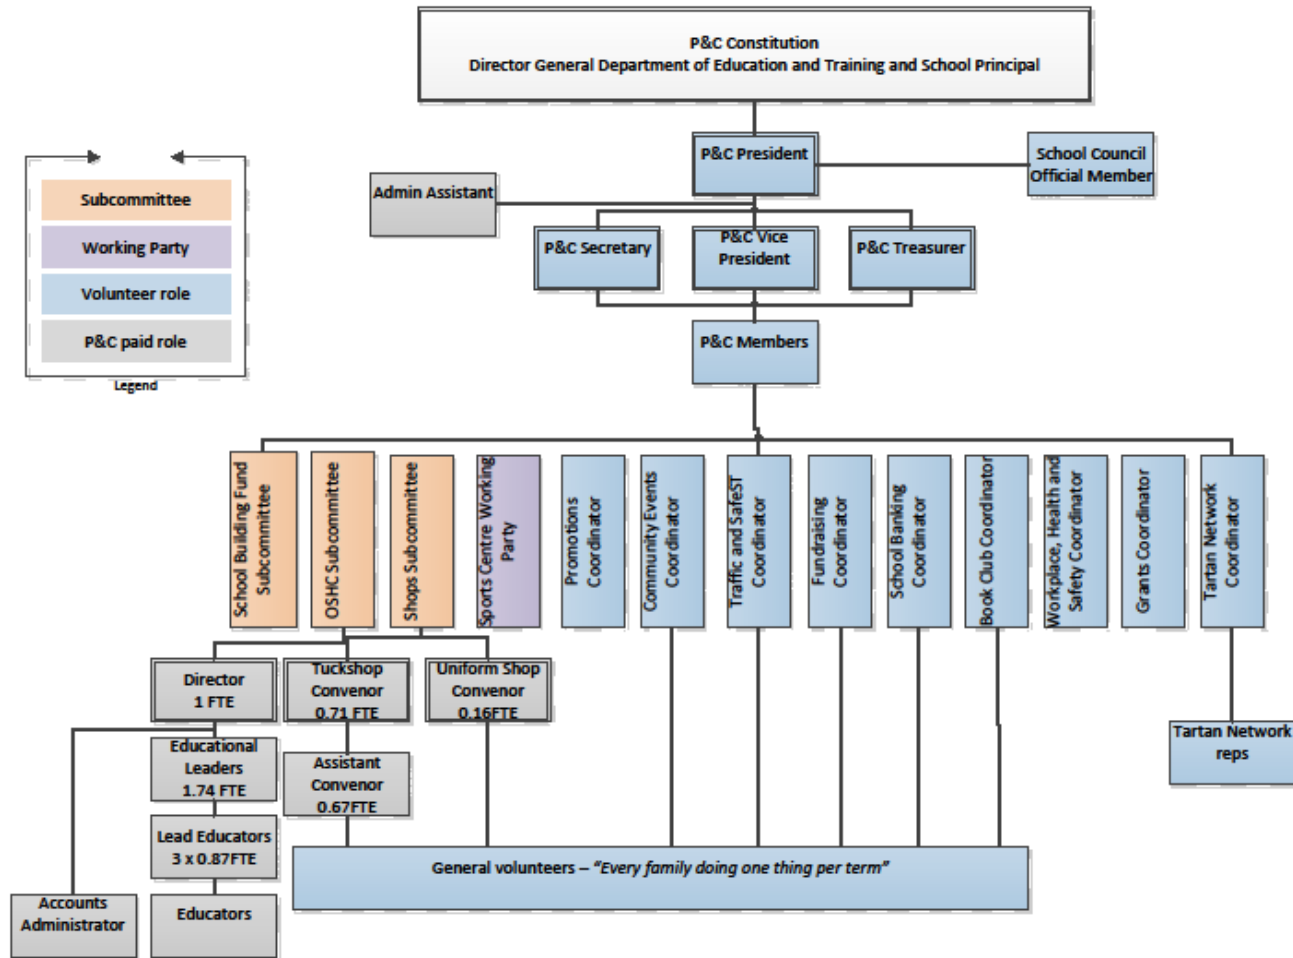 P&C Constitution
Director General Department of Education and Training and School Principal
P&C President
School Council
Official Member
Admin Assistant
P&C Secretary
P&C Vice
President
P&C Treasurer
P&C Members
Subcommittee
Working Party
Volunteer role
P&C paid role
Legend
School Building Fund
Subcommittee
OSHC Subcommittee
Shops Subcommittee
Sports Centre Working
Party
Promotions
Coordinator
Community Events
Coordinator
Traffic and SafeST
Coordinator
Fundraising
Coordinator
School Banking
Coordinator
Book Club Coordinator
Workplace, Health and
Safety Coordinator
Grants Coordinator
Tartan Network
Coordinator
Director
1 FTE
Tuckshop
Convenor
0.71 FTE
Uniform Shop
Convenor
0.16FTE
Educational
Leaders
1.74 FTE
Assistant
Convenor
0.67FTE
Tartan Network
reps
Lead Educators
3 x 0.87FTE
General volunteers – “Every family doing one thing per term”
Accounts
Administrator
Educators